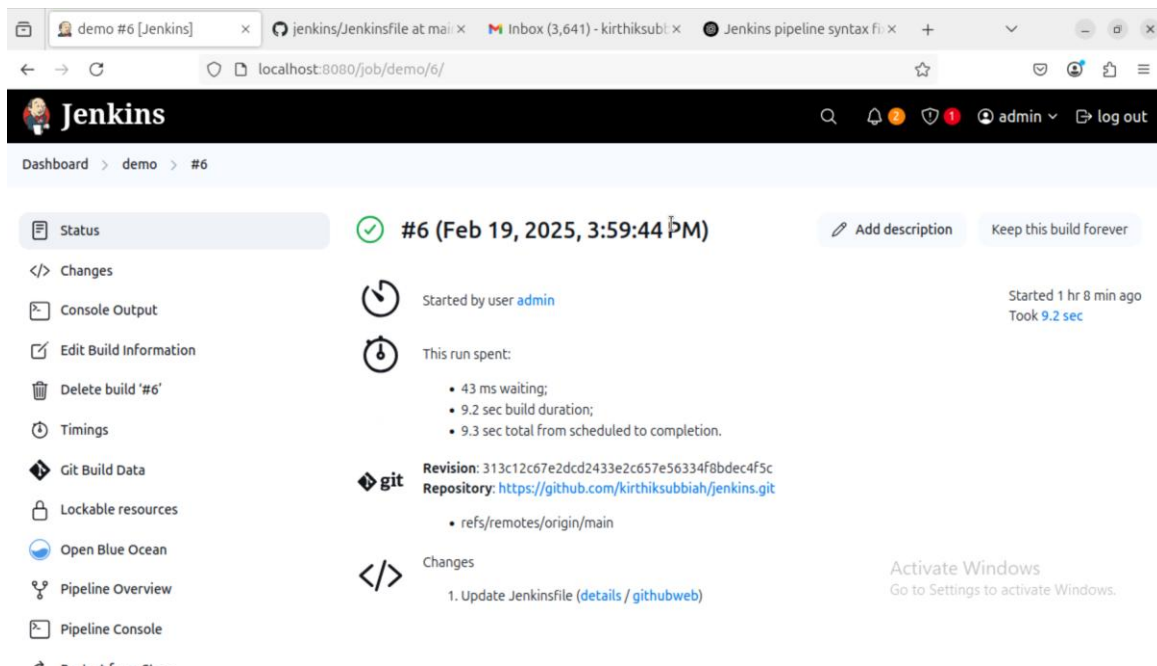 demo #6 [Jenkins]
jenkins/Jenkinsfile at mai
Inbox (3,641) - kirthiksubb
Jenkins pipeline syntax fi
localhost:8080/job/demo/6/
Jenkins
2
1
admin
log out
Dashboard > demo > #6
Status
#6 (Feb 19, 2025, 3:59:44 PM)
Add description
Keep this build forever
Changes
Console Output
Edit Build Information
Delete build '#6'
Timings
Git Build Data
Lockable resources
Open Blue Ocean
Pipeline Overview
Pipeline Console
Started by user admin
Started 1 hr 8 min ago
Took 9.2 sec
This run spent:
• 43 ms waiting;
• 9.2 sec build duration;
• 9.3 sec total from scheduled to completion.
git
Revision: 313c12c67e2dcd2433e2c657e56334f8bdec4f5c
Repository: https://github.com/kirthiksubbiah/jenkins.git
• refs/remotes/origin/main
Changes
1. Update Jenkinsfile (details / githubweb)
Activate Windows
Go to Settings to activate Windows.